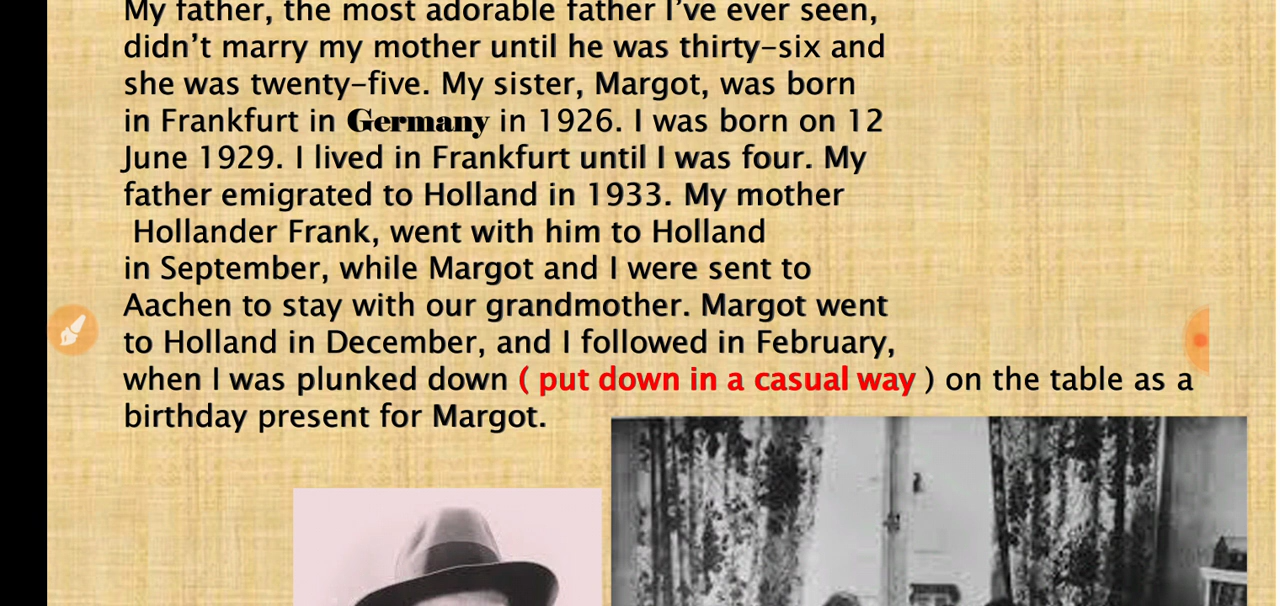 My father, the most adorable father I’ve ever seen,
didn’t marry my mother until he was thirty-six and
she was twenty-five. My sister, Margot, was born
in Frankfurt in Germany in 1926. I was born on 12
June 1929. I lived in Frankfurt until I was four. My
father emigrated to Holland in 1933. My mother
Hollander Frank, went with him to Holland
in September, while Margot and I were sent to
Aachen to stay with our grandmother. Margot went
to Holland in December, and I followed in February,
when I was plunked down ( put down in a casual way ) on the table as a
birthday present for Margot.